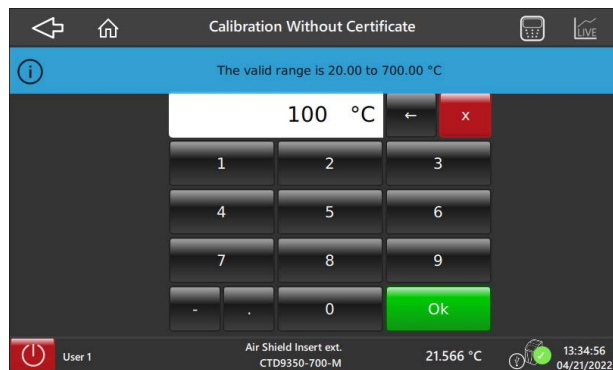 Calibration Without Certificate
LIVE
i
The valid range is 20.00 to 700.00 °C
100 °C
← x
1 2 3
4 5 6
7 8 9
- . 0 Ok
User 1
Air Shield Insert ext.
CTD9350-700-M
21.566 °C
13:34:56
04/21/2022